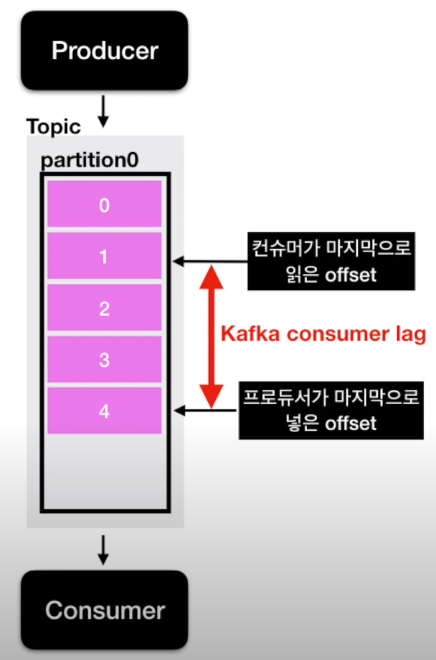 Producer
Topic
partition0
0
1
2
3
4
컨슈머가 마지막으로
읽은 offset
Kafka consumer lag
프로듀서가 마지막으로
넣은 offset
Consumer